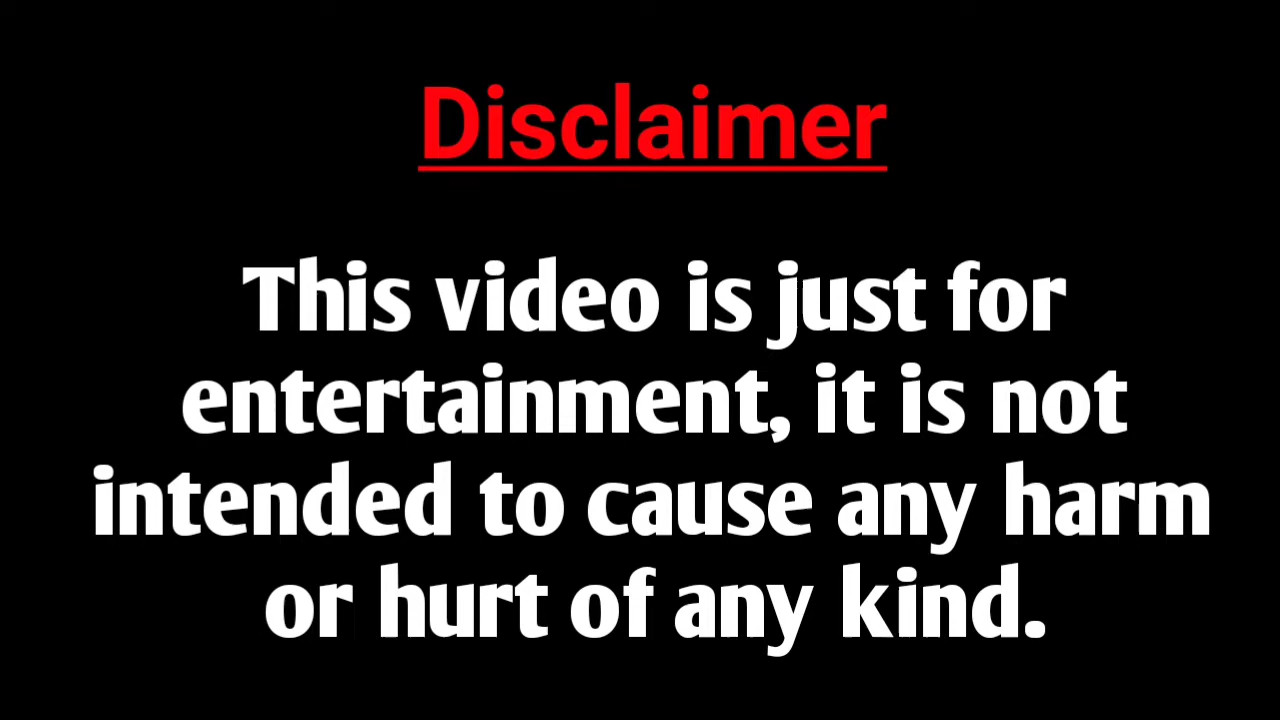 Disclaimer
This video is just for
entertainment, it is not
intended to cause any harm
or hurt of any kind.